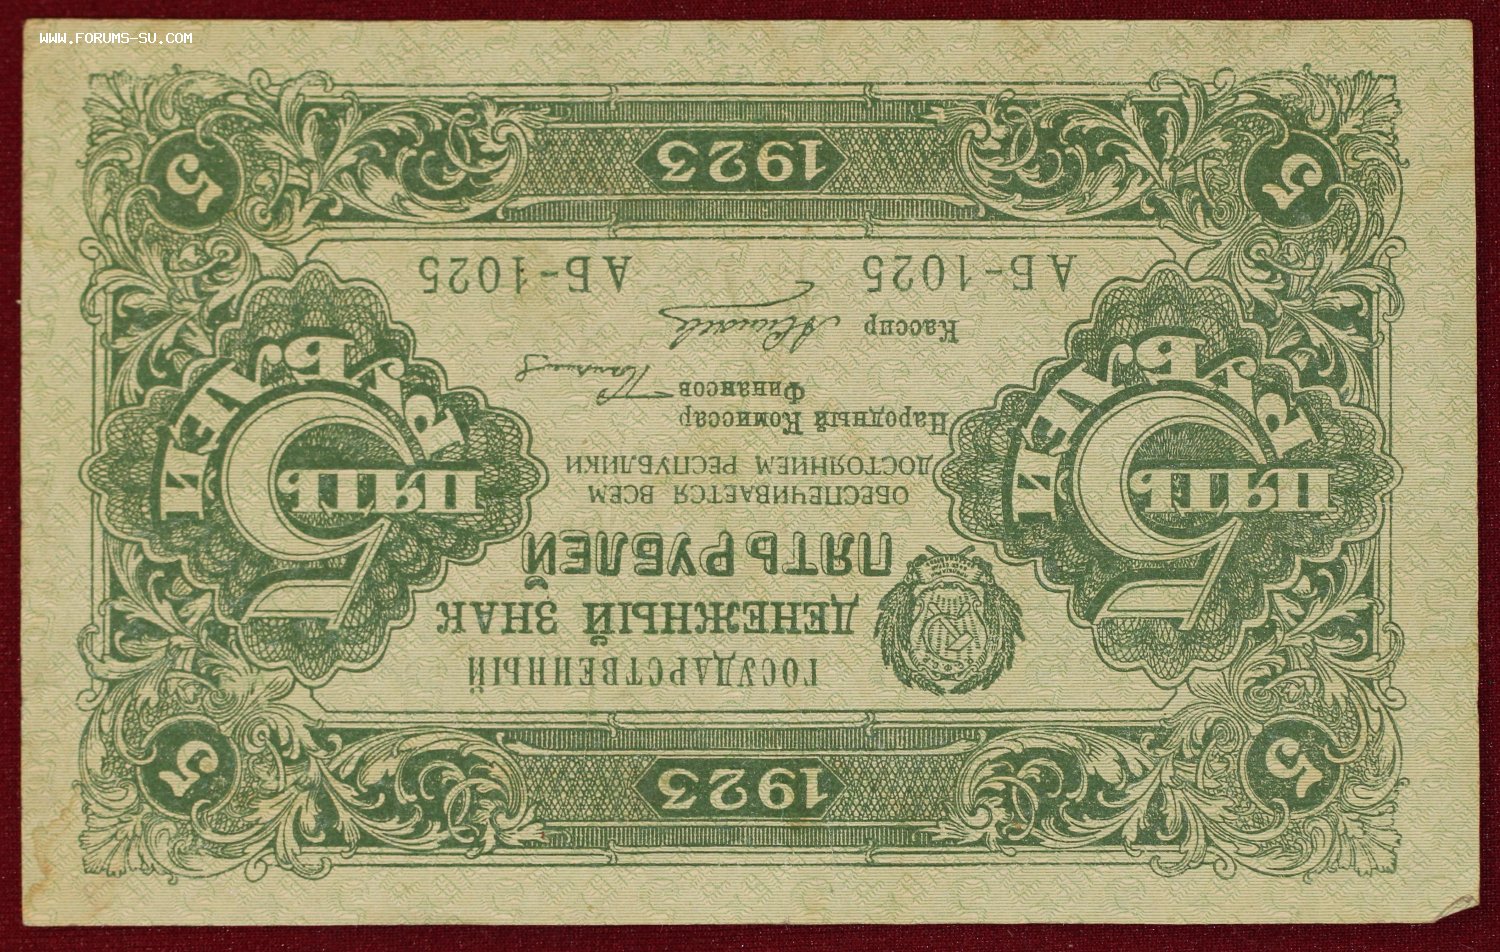 WWW.FORUMS-SU.COM
5 1923 5
ГОСУДАРСТВЕННЫЙ
ДЕНЕЖНЫЙ ЗНАК
ПЯТЬ РУБЛЕЙ
ОБЕСПЕЧИВАЕТСЯ ВСЕМ
ДОСТОЯНИЕМ РЕСПУБЛИКИ
5
ПЯТЬ
РУБЛЕЙ
5
ПЯТЬ
РУБЛЕЙ
Народный Комиссар
Финансов
Кассир
АБ-1025 АБ-1025
5 1923 5